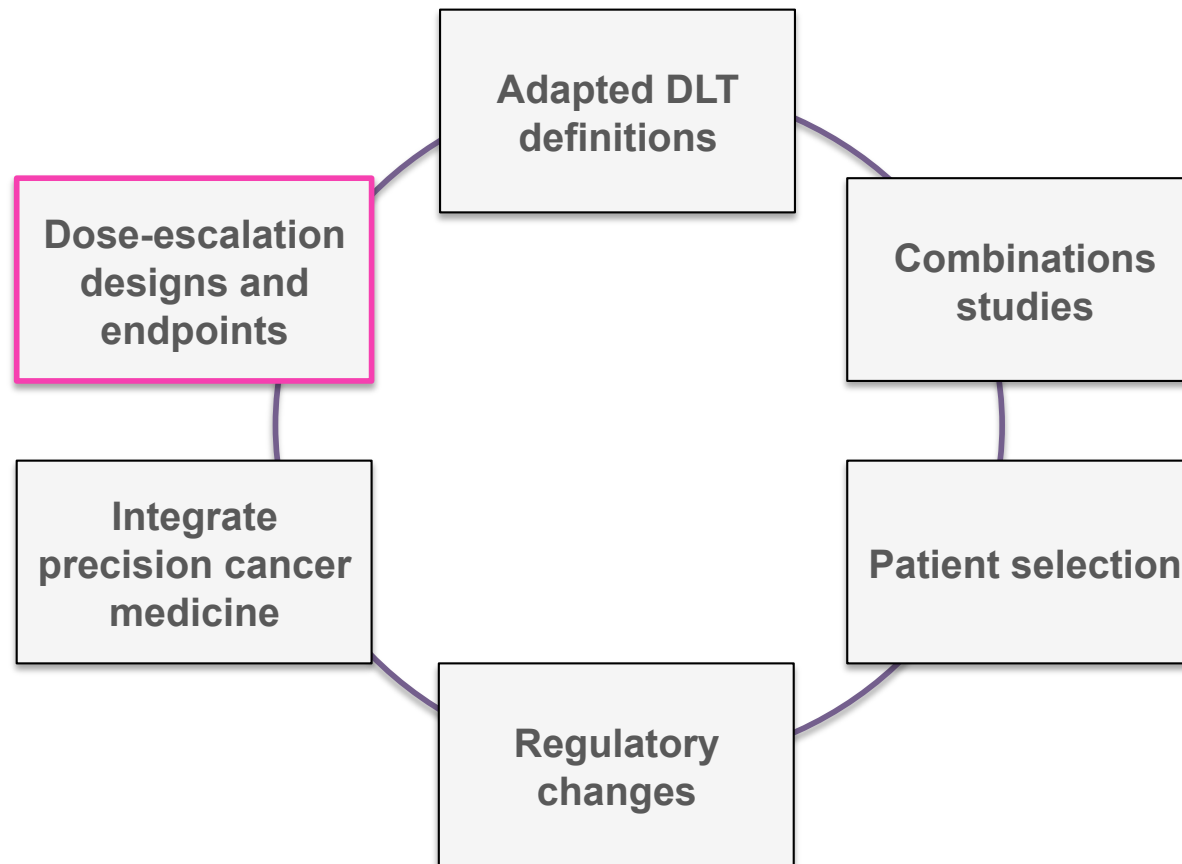 Adapted DLT
definitions
Dose-escalation
designs and
endpoints
Combinations
studies
Integrate
precision cancer
medicine
Patient selection
Regulatory
changes